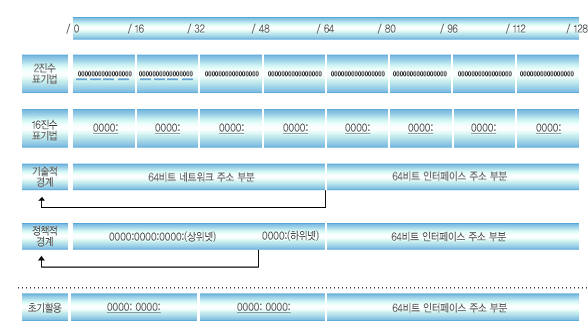 / 0 / 16 / 32 / 48 / 64 / 80 / 96 / 112 / 128
2진수
표기법
0000000000000000 0000000000000000 0000000000000000 0000000000000000 0000000000000000 0000000000000000 0000000000000000 0000000000000000
16진수
표기법
0000: 0000: 0000: 0000: 0000: 0000: 0000: 0000:
기술적
경계
64비트 네트워크 주소 부분 64비트 인터페이스 주소 부분
정책적
경계
0000:0000:0000:(상위넷) 0000:(하위넷) 64비트 인터페이스 주소 부분
초기활용 0000: 0000: 0000: 0000: 64비트 인터페이스 주소 부분